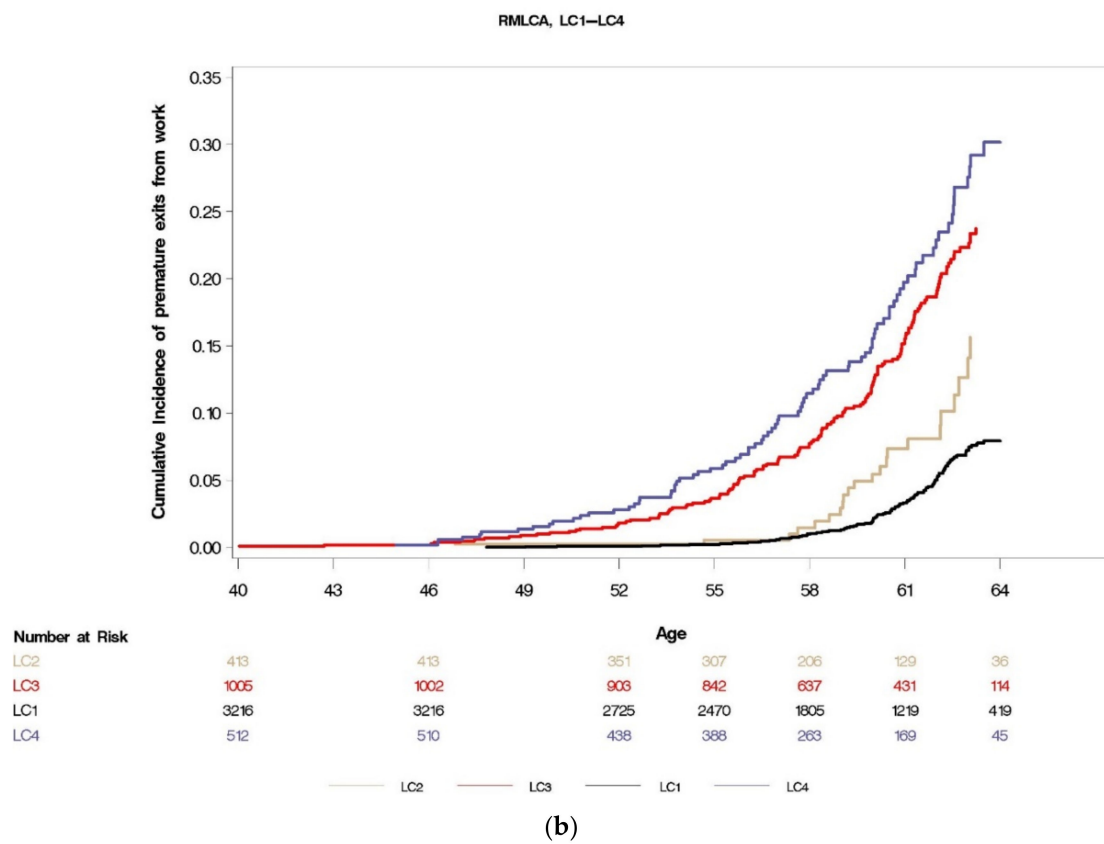 RMLCA, LC1—LC4
Cumulative Incidence of premature exits from work
0.35
0.30
0.25
0.20
0.15
0.10
0.05
0.00
40 43 46 49 52 55 58 61 64
Number at Risk Age
LC2 413 413 351 307 206 129 36
LC3 1005 1002 903 842 637 431 114
LC1 3216 3216 2725 2470 1805 1219 419
LC4 512 510 438 388 263 169 45
LC2 LC3 LC1 LC4
(b)